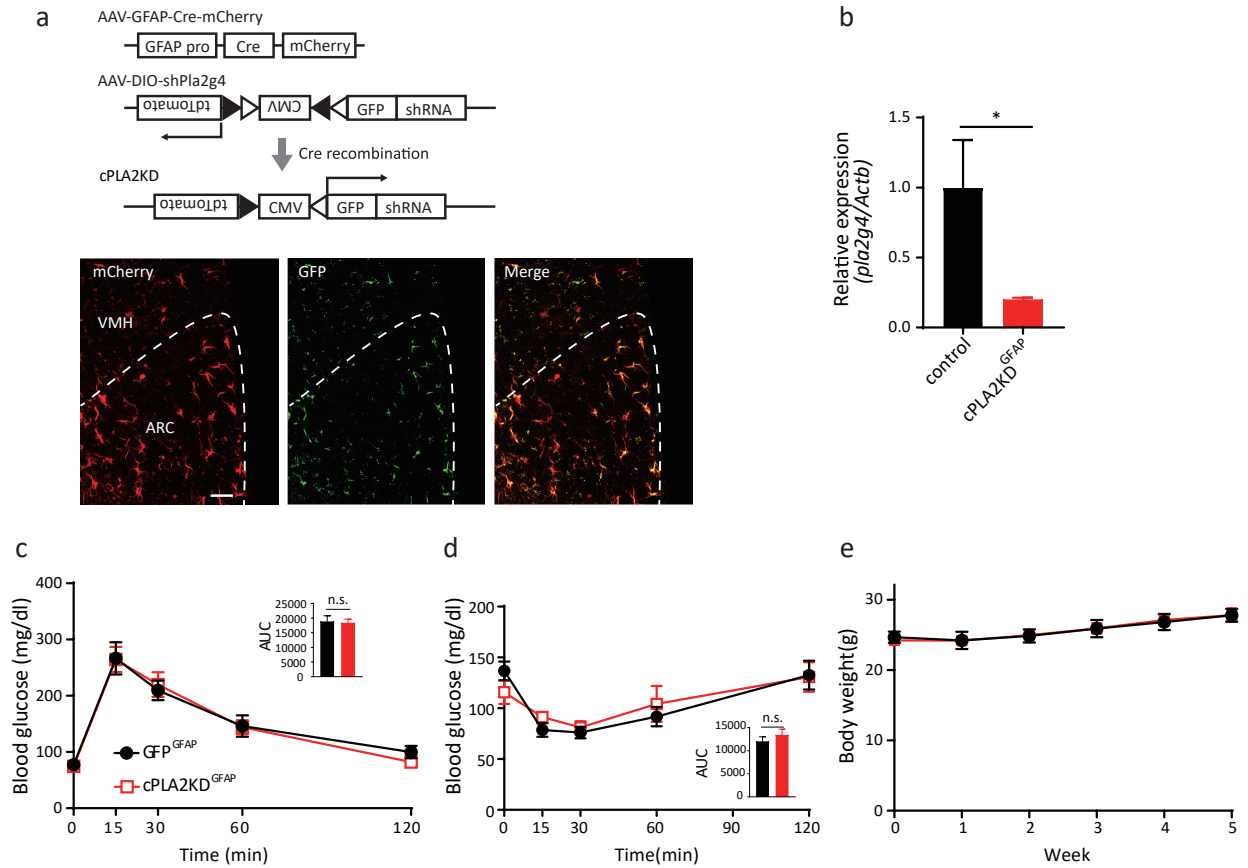 a
AAV-GFAP-Cre-mCherry
GFAP pro Cre mCherry
AAV-DIO-shPla2g4
tdTomato CMV GFP shRNA
Cre recombination
cPLA2KD
tdTomato CMV GFP shRNA
mCherry GFP Merge
VMH
ARC
b
Relative expression
(pla2g4/Actb)
1.5
1.0
0.5
0.0
*
control
cPLA2KD^GFAP
c
Blood glucose (mg/dl)
400
300
200
100
0
0 15 30 60 120
Time (min)
GFP^GFAP
cPLA2KD^GFAP
AUC
25000
20000
15000
10000
5000
0
n.s.
d
Blood glucose (mg/dl)
200
150
100
50
0
0 15 30 60 90 120
Time(min)
AUC
15000
10000
5000
0
n.s.
e
Body weight(g)
30
20
10
0
0 1 2 3 4 5
Week